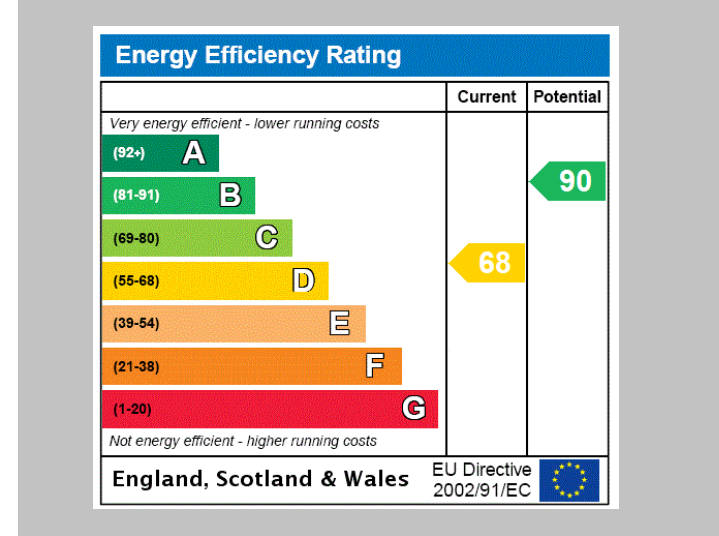 Energy Efficiency Rating
Current Potential
Very energy efficient - lower running costs
(92+) A
(81-91) B
(69-80) C
(55-68) D
(39-54) E
(21-38) F
(1-20) G
90
68
Not energy efficient - higher running costs
England, Scotland & Wales
EU Directive
2002/91/EC